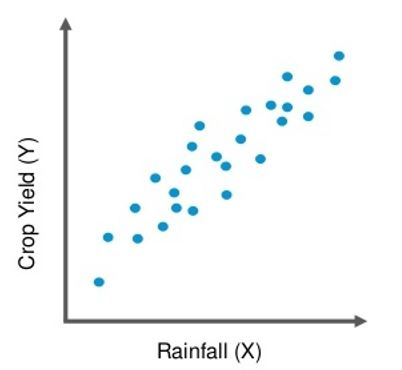 Crop Yield (Y)
Rainfall (X)